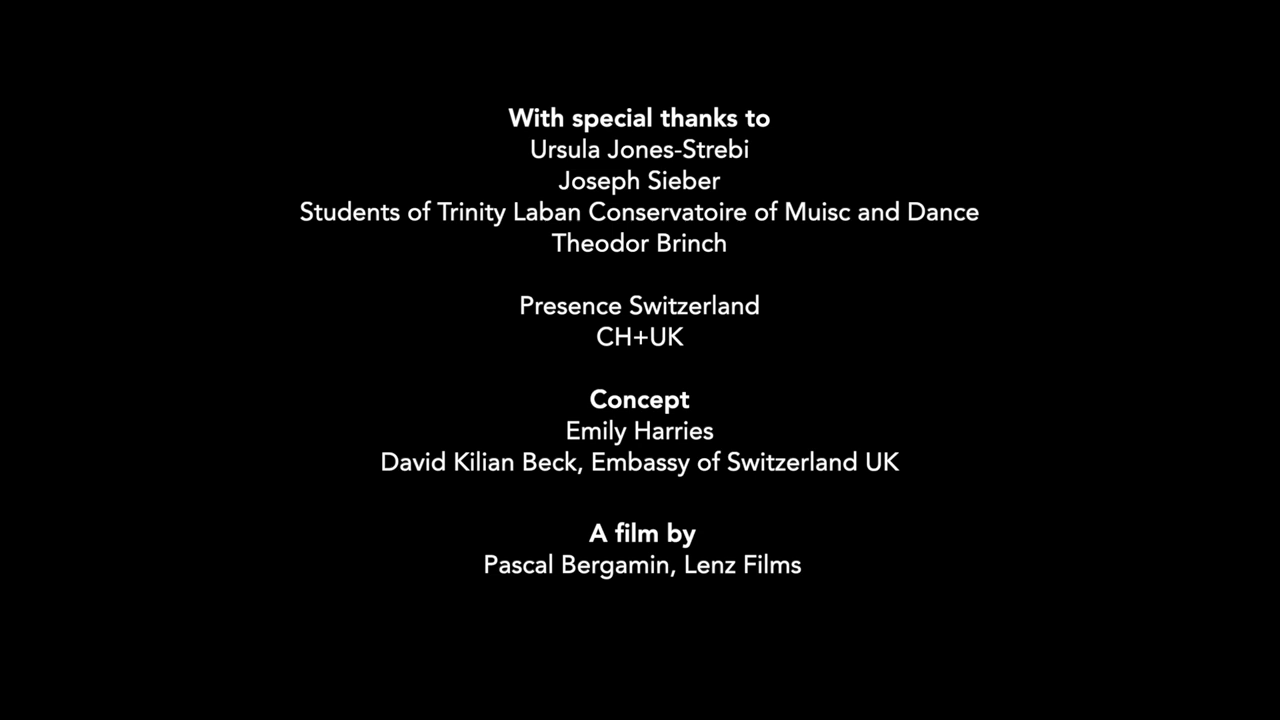 With special thanks to
Ursula Jones-Strebi
Joseph Sieber
Students of Trinity Laban Conservatoire of Muisc and Dance
Theodor Brinch
Presence Switzerland
CH+UK
Concept
Emily Harries
David Kilian Beck, Embassy of Switzerland UK
A film by
Pascal Bergamin, Lenz Films